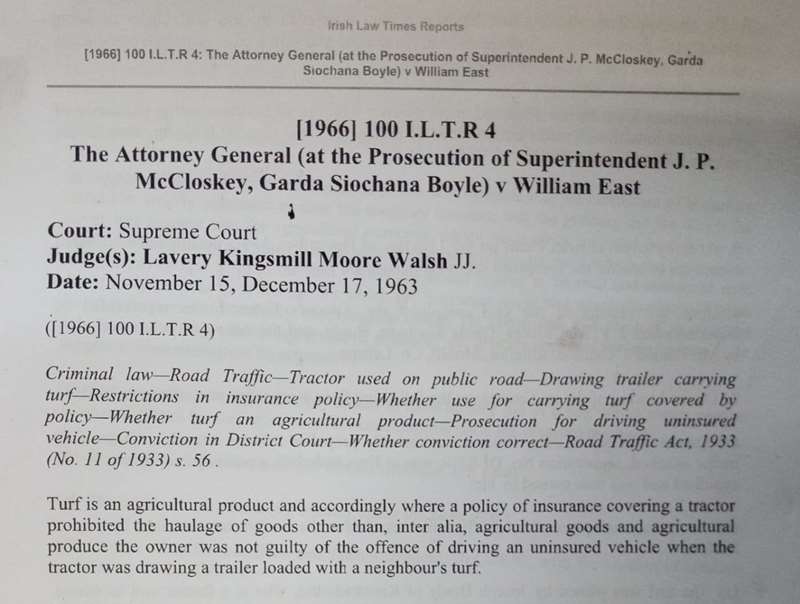 Irish Law Times Reports
[1966] 100 I.L.T.R 4: The Attorney General (at the Prosecution of Superintendent J. P. McCloskey, Garda
Siochana Boyle) v William East
[1966] 100 I.L.T.R 4
The Attorney General (at the Prosecution of Superintendent J. P.
McCloskey, Garda Siochana Boyle) v William East
Court: Supreme Court
Judge(s): Lavery Kingsmill Moore Walsh JJ.
Date: November 15, December 17, 1963
([1966] 100 I.L.T.R 4)
Criminal law—Road Traffic—Tractor used on public road—Drawing trailer carrying
turf—Restrictions in insurance policy—Whether use for carrying turf covered by
policy—Whether turf an agricultural product—Prosecution for driving uninsured
vehicle—Conviction in District Court—Whether conviction correct—Road Traffic Act, 1933
(No. 11 of 1933) s. 56 .
Turf is an agricultural product and accordingly where a policy of insurance covering a tractor
prohibited the haulage of goods other than, inter alia, agricultural goods and agricultural
produce the owner was not guilty of the offence of driving an uninsured vehicle when the
tractor was drawing a trailer loaded with a neighbour's turf.